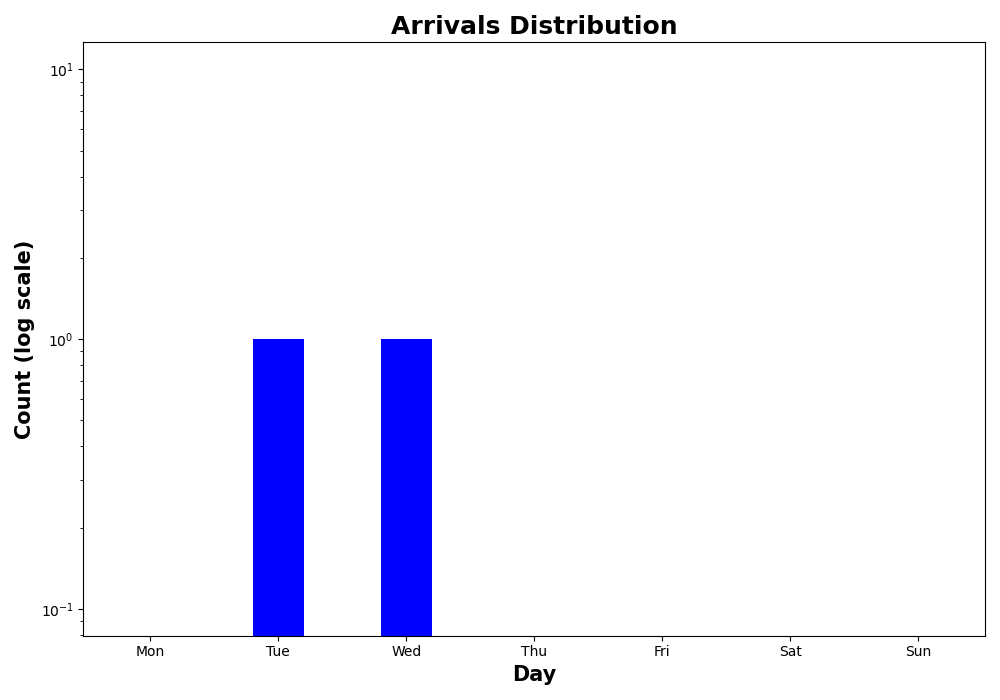 Arrivals Distribution
Count (log scale)
10¹
10⁰
10⁻¹
Mon Tue Wed Thu Fri Sat Sun
Day